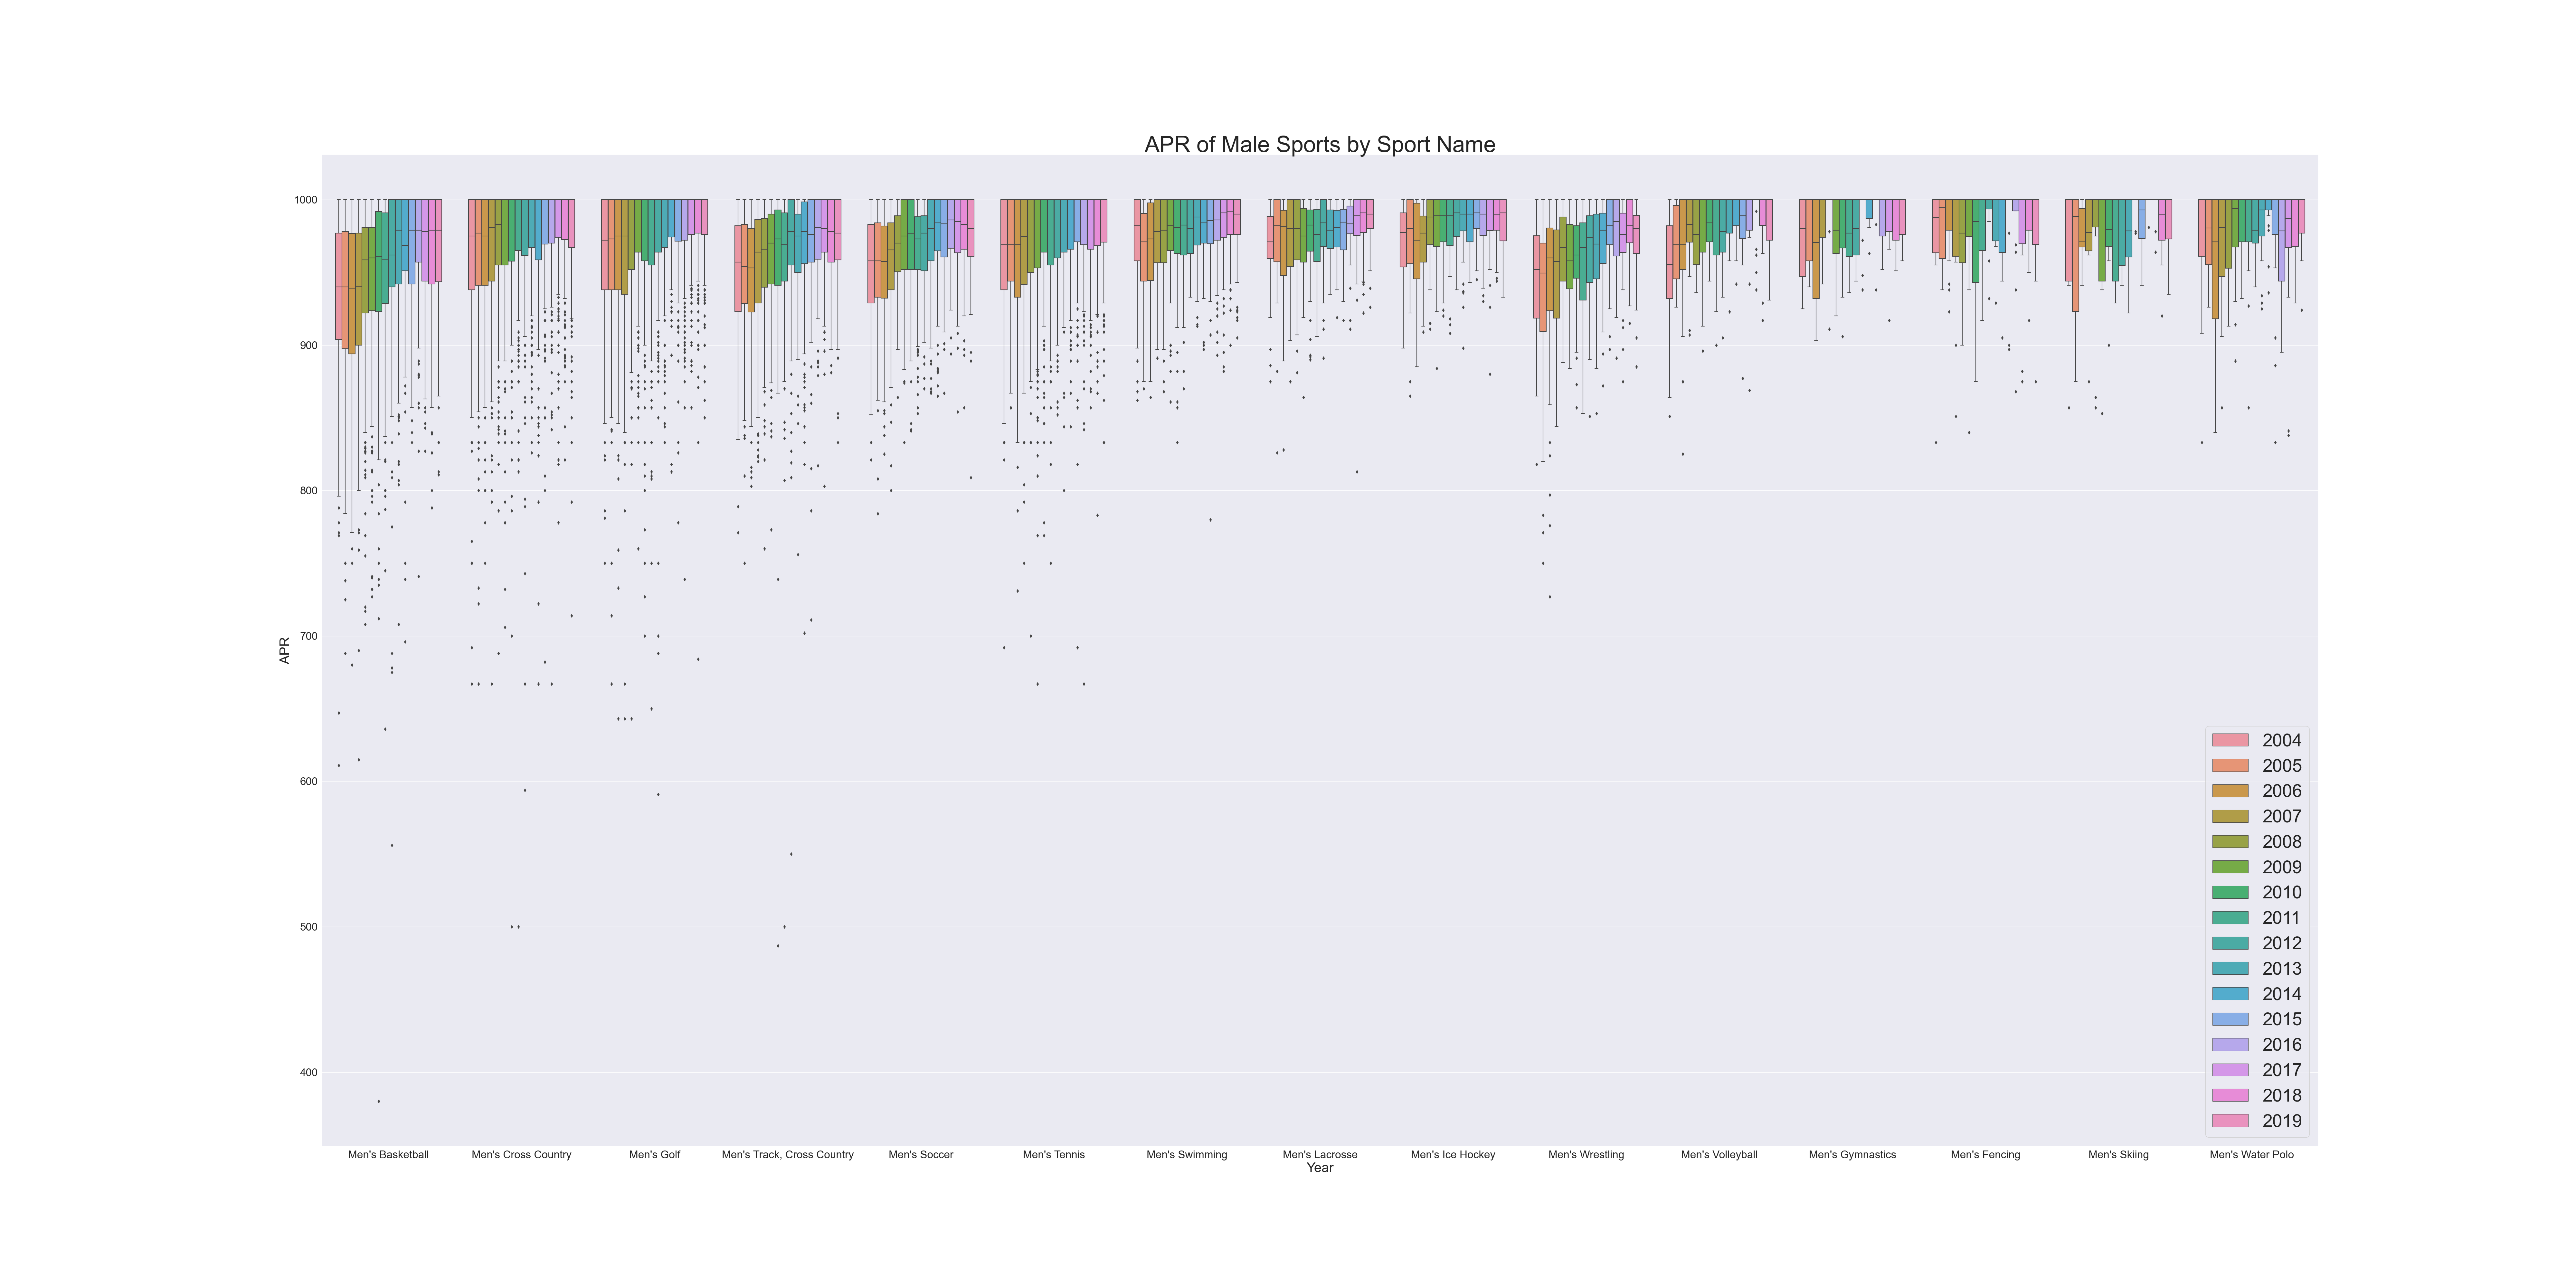 APR of Male Sports by Sport Name
1000
900
800
700
600
500
400
APR
Men's Basketball
Men's Cross Country
Men's Golf
Men's Track, Cross Country
Men's Soccer
Men's Tennis
Men's Swimming
Men's Lacrosse
Men's Ice Hockey
Men's Wrestling
Men's Volleyball
Men's Gymnastics
Men's Fencing
Men's Skiing
Men's Water Polo
Year
2004
2005
2006
2007
2008
2009
2010
2011
2012
2013
2014
2015
2016
2017
2018
2019